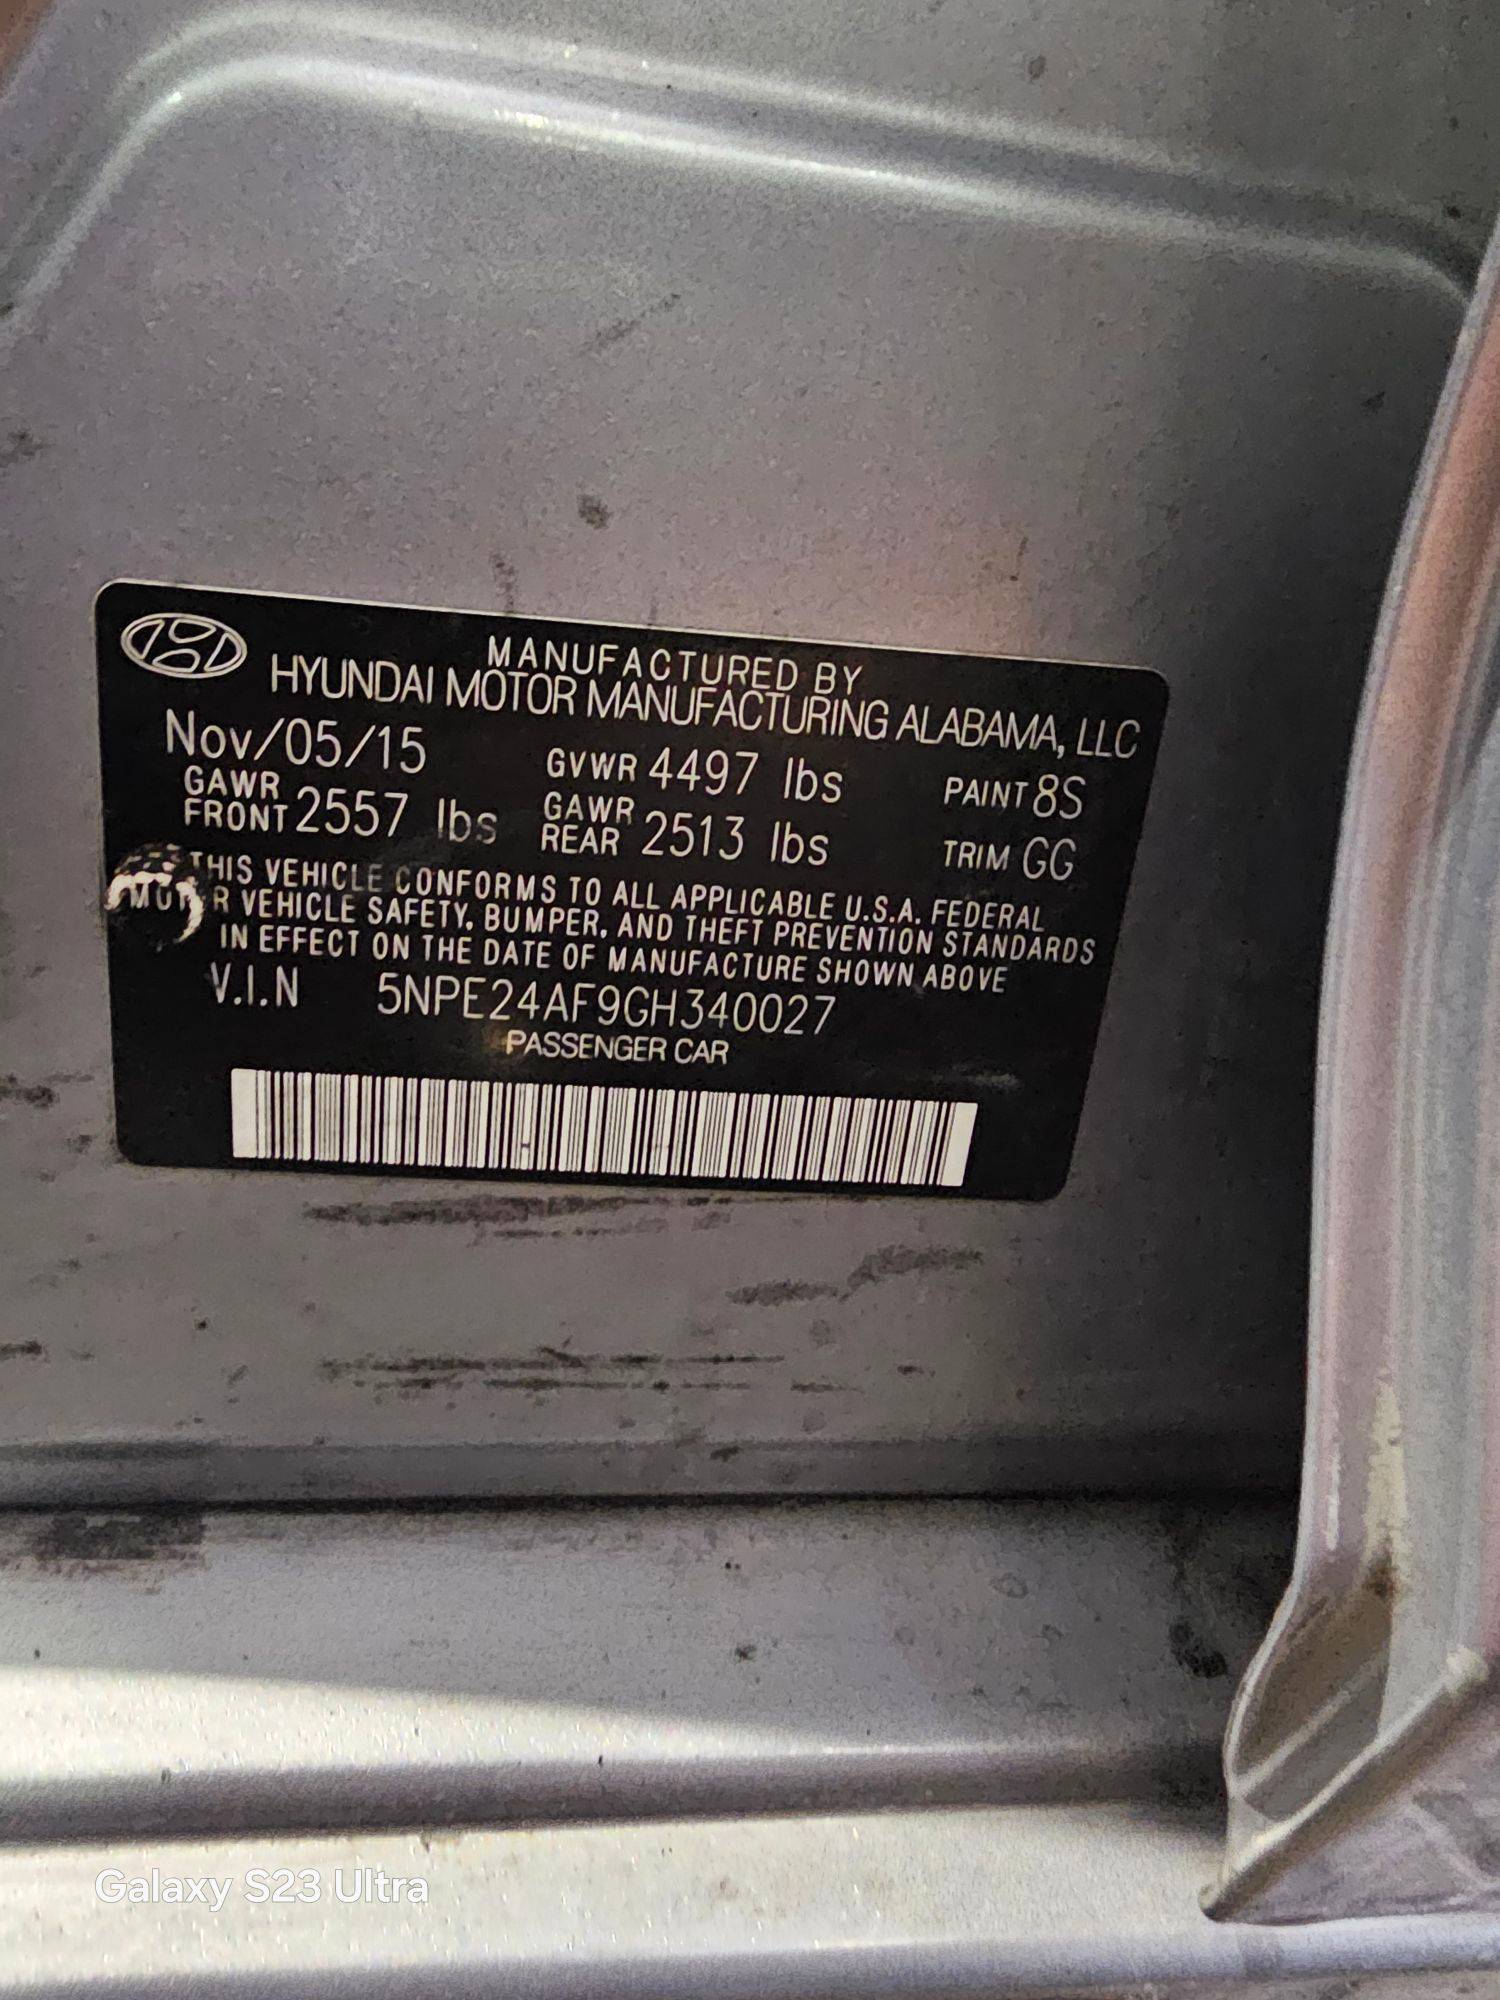 MANUFACTURED BY
HYUNDAI MOTOR MANUFACTURING ALABAMA, LLC
Nov/05/15 GVWR 4497 lbs PAINT 8S
GAWR FRONT 2557 lbs GAWR REAR 2513 lbs TRIM GG
THIS VEHICLE CONFORMS TO ALL APPLICABLE U.S.A. FEDERAL
MOTOR VEHICLE SAFETY, BUMPER, AND THEFT PREVENTION STANDARDS
IN EFFECT ON THE DATE OF MANUFACTURE SHOWN ABOVE
V.I.N 5NPE24AF9GH340027
PASSENGER CAR
Galaxy S23 Ultra